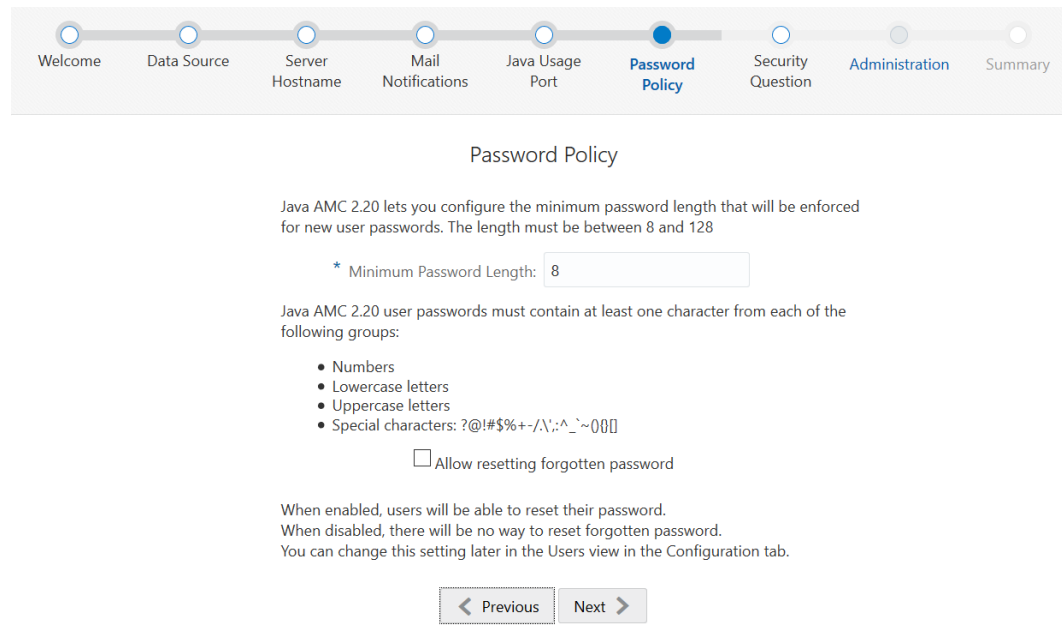 Welcome
Data Source
Server
Hostname
Mail
Notifications
Java Usage
Port
Password
Policy
Security
Question
Administration
Summary
Password Policy
Java AMC 2.20 lets you configure the minimum password length that will be enforced
for new user passwords. The length must be between 8 and 128
* Minimum Password Length: 8
Java AMC 2.20 user passwords must contain at least one character from each of the
following groups:
• Numbers
• Lowercase letters
• Uppercase letters
• Special characters: ?@!#$%+-/.\',:^_`~(){}[]
Allow resetting forgotten password
When enabled, users will be able to reset their password.
When disabled, there will be no way to reset forgotten password.
You can change this setting later in the Users view in the Configuration tab.
Previous Next